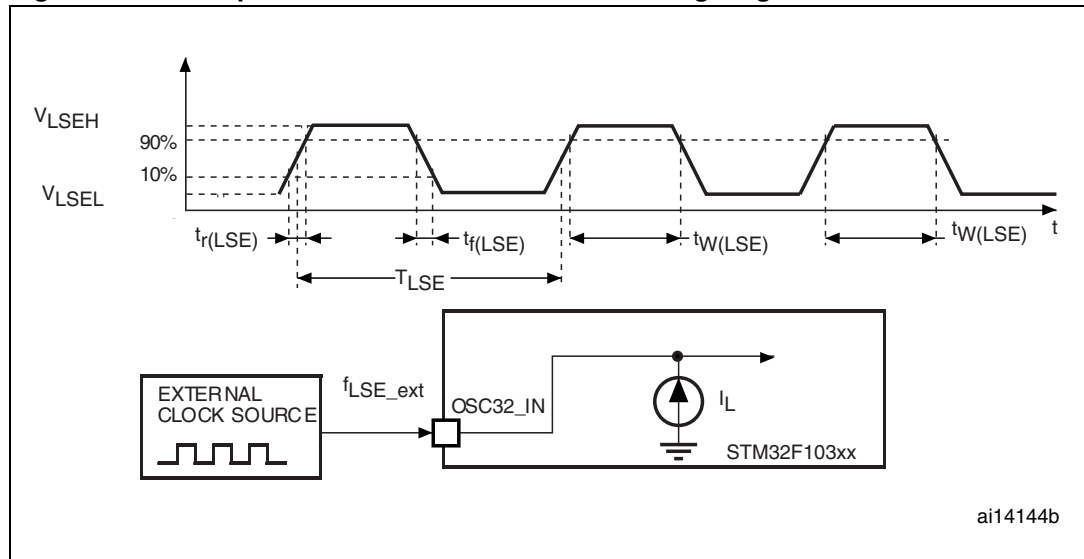 V_LSEH
90%
10%
V_LSEL
t_r(LSE)
t_f(LSE)
t_W(LSE)
t_W(LSE)
t
T_LSE
EXTERNAL
CLOCK SOURCE
f_LSE_ext
OSC32_IN
I_L
STM32F103xx
ai14144b